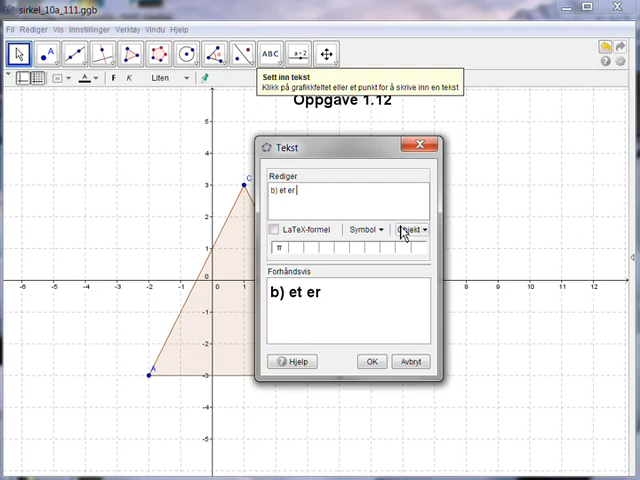 sirkel_10a_111.ggb
Fil Rediger Vis Innstillinger Verktøy Vindu Hjelp
A
ABC
a=2
A F K Liten
Sett inn tekst
Klikk på grafikkfeltet eller et punkt for å skrive inn en tekst
Oppgave 1.12
Tekst
Rediger
b) et er
LaTeX-formel Symbol Objekt
π
Forhåndsvis
b) et er
Hjelp OK Avbryt
C
A
5
4
3
2
1
0
-1
-2
-3
-4
-5
-6 -5 -4 -3 -2 -1 0 1 7 8 9 10 11 12